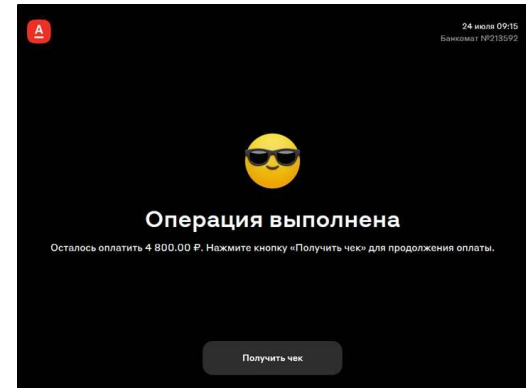 А
24 июля 09:15
Банкомат №213592
Операция выполнена
Осталось оплатить 4 800.00 ₽. Нажмите кнопку «Получить чек» для продолжения оплаты.
Получить чек